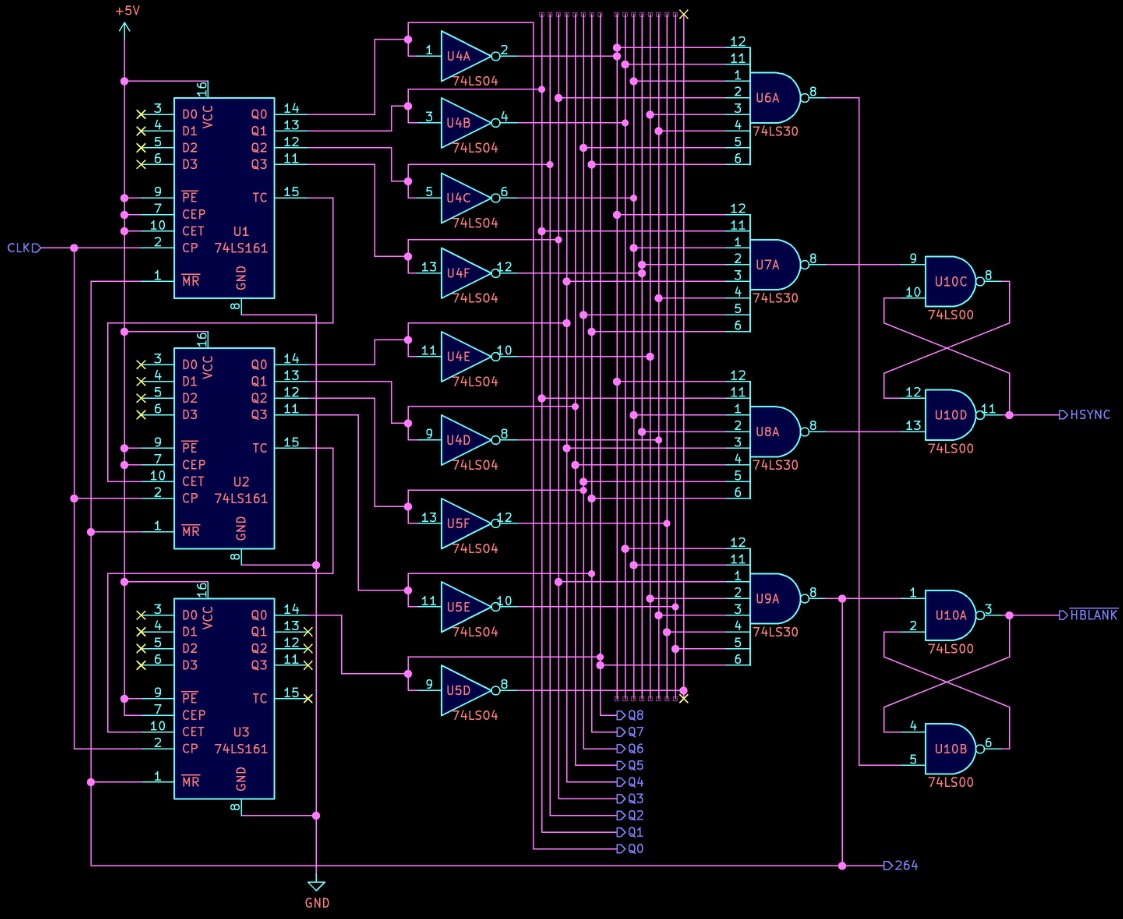 +5V
16
3 D0 VCC Q0 14
4 D1 Q1 13
5 D2 Q2 12
6 D3 Q3 11
9 PE TC 15
7 CEP
10 CET U1
CLK 2 CP 74LS161
1 MR GND
8
16
3 D0 VCC Q0 14
4 D1 Q1 13
5 D2 Q2 12
6 D3 Q3 11
9 PE TC 15
7 CEP
10 CET U2
2 CP 74LS161
1 MR GND
8
16
3 D0 VCC Q0 14
4 D1 Q1 13
5 D2 Q2 12
6 D3 Q3 11
9 PE TC 15
7 CEP
10 CET U3
2 CP 74LS161
1 MR GND
8
GND
1 U4A 2
74LS04
3 U4B 4
74LS04
5 U4C 6
74LS04
13 U4F 12
74LS04
11 U4E 10
74LS04
9 U4D 8
74LS04
13 U5F 12
74LS04
11 U5E 10
74LS04
9 U5D 8
74LS04
Q8
Q7
Q6
Q5
Q4
Q3
Q2
Q1
Q0
12
11
1
2 U6A 8
3
4 74LS30
5
6
12
11
1
2 U7A 8
3
4 74LS30
5
6
12
11
1
2 U8A 8
3
4 74LS30
5
6
12
11
1
2 U9A 8
3
4 74LS30
5
6
9 U10C 8
10
74LS00
12 U10D 11 HSYNC
13
74LS00
1 U10A 3 HBLANK
2
74LS00
4 U10B 6
5
74LS00
264